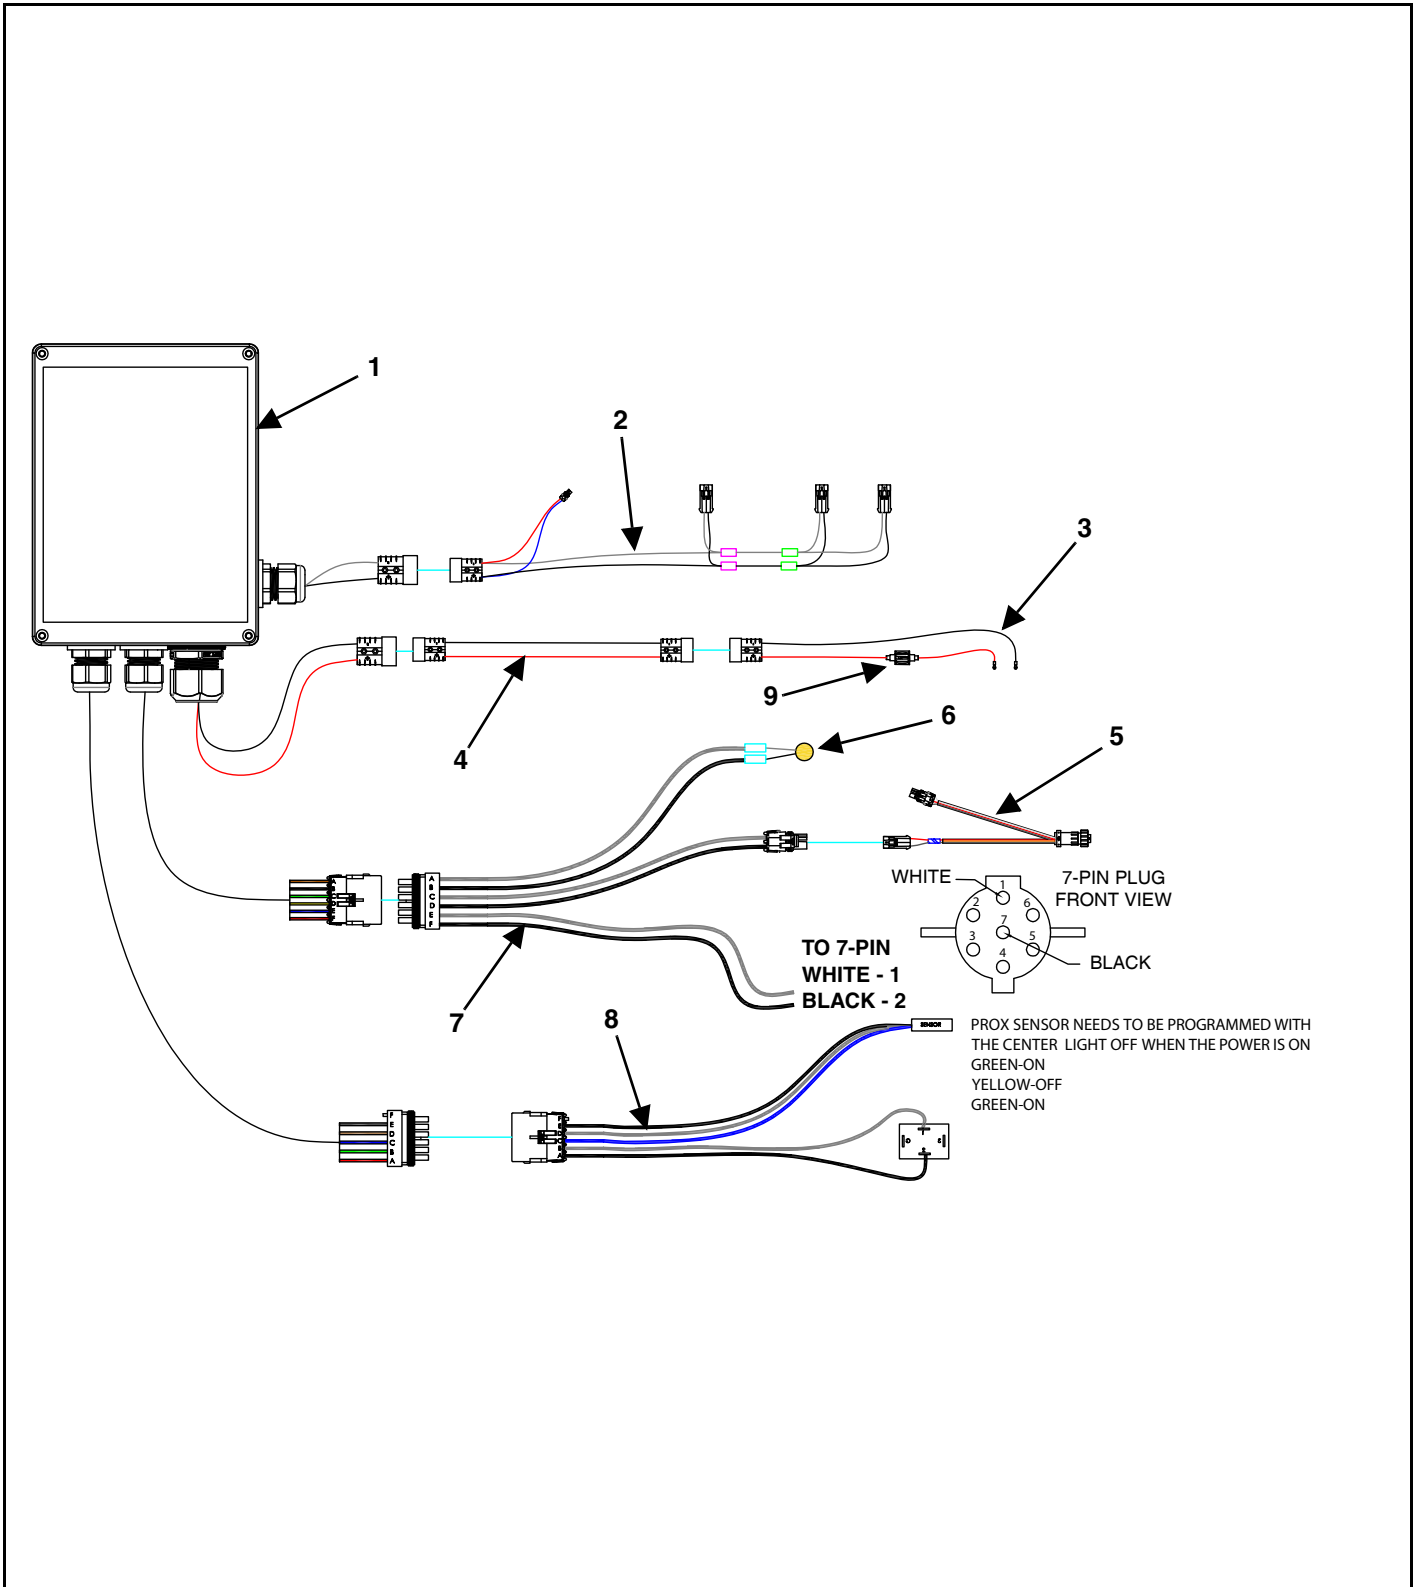 1
2
3
4
9
6
5
A
B
C
D
E
F
WHITE
7-PIN PLUG
FRONT VIEW
1
2
6
7
3
5
4
BLACK
TO 7-PIN
WHITE - 1
BLACK - 2
7
8
SENSOR
PROX SENSOR NEEDS TO BE PROGRAMMED WITH
THE CENTER LIGHT OFF WHEN THE POWER IS ON
GREEN-ON
YELLOW-OFF
GREEN-ON
F
E
D
C
B
A